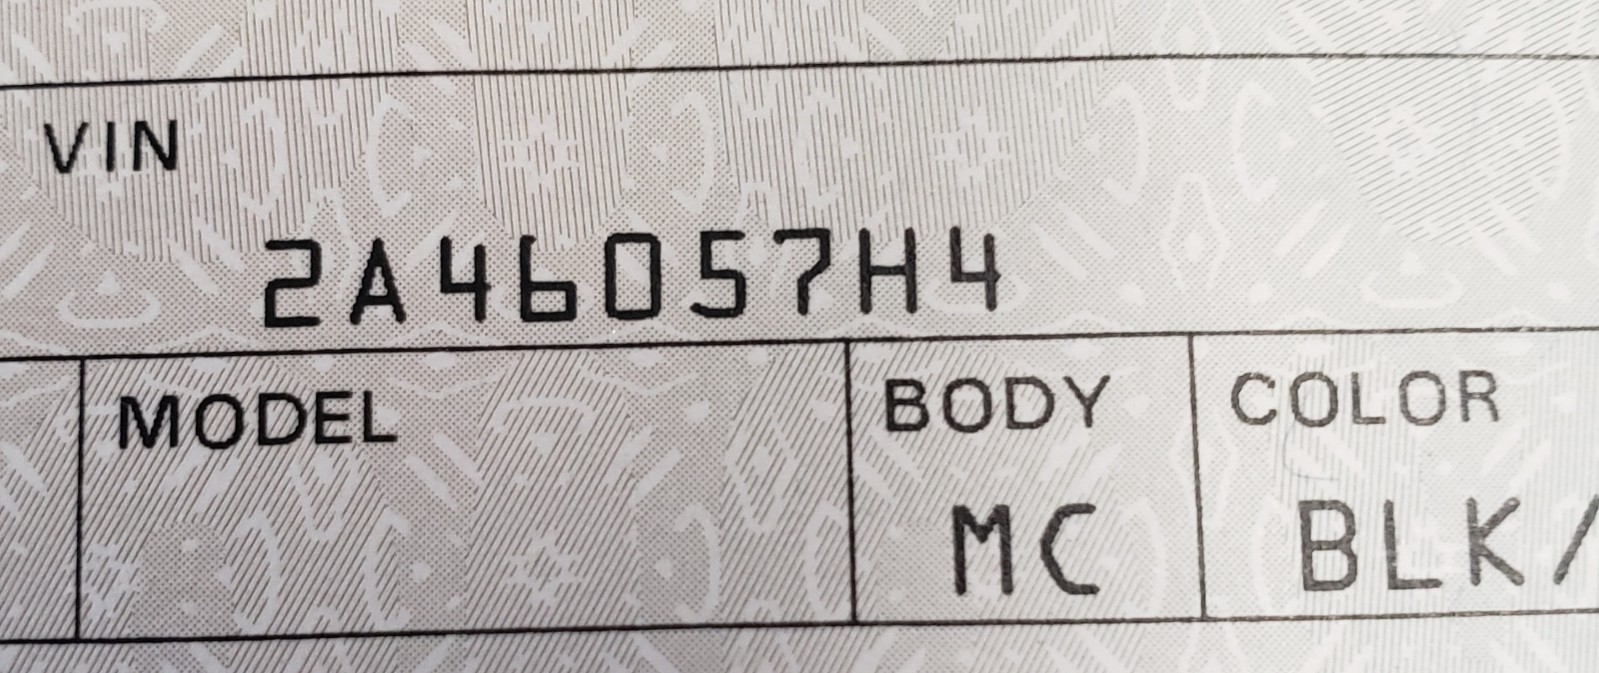 VIN
2A46057H4
MODEL BODY COLOR
MC BLK/